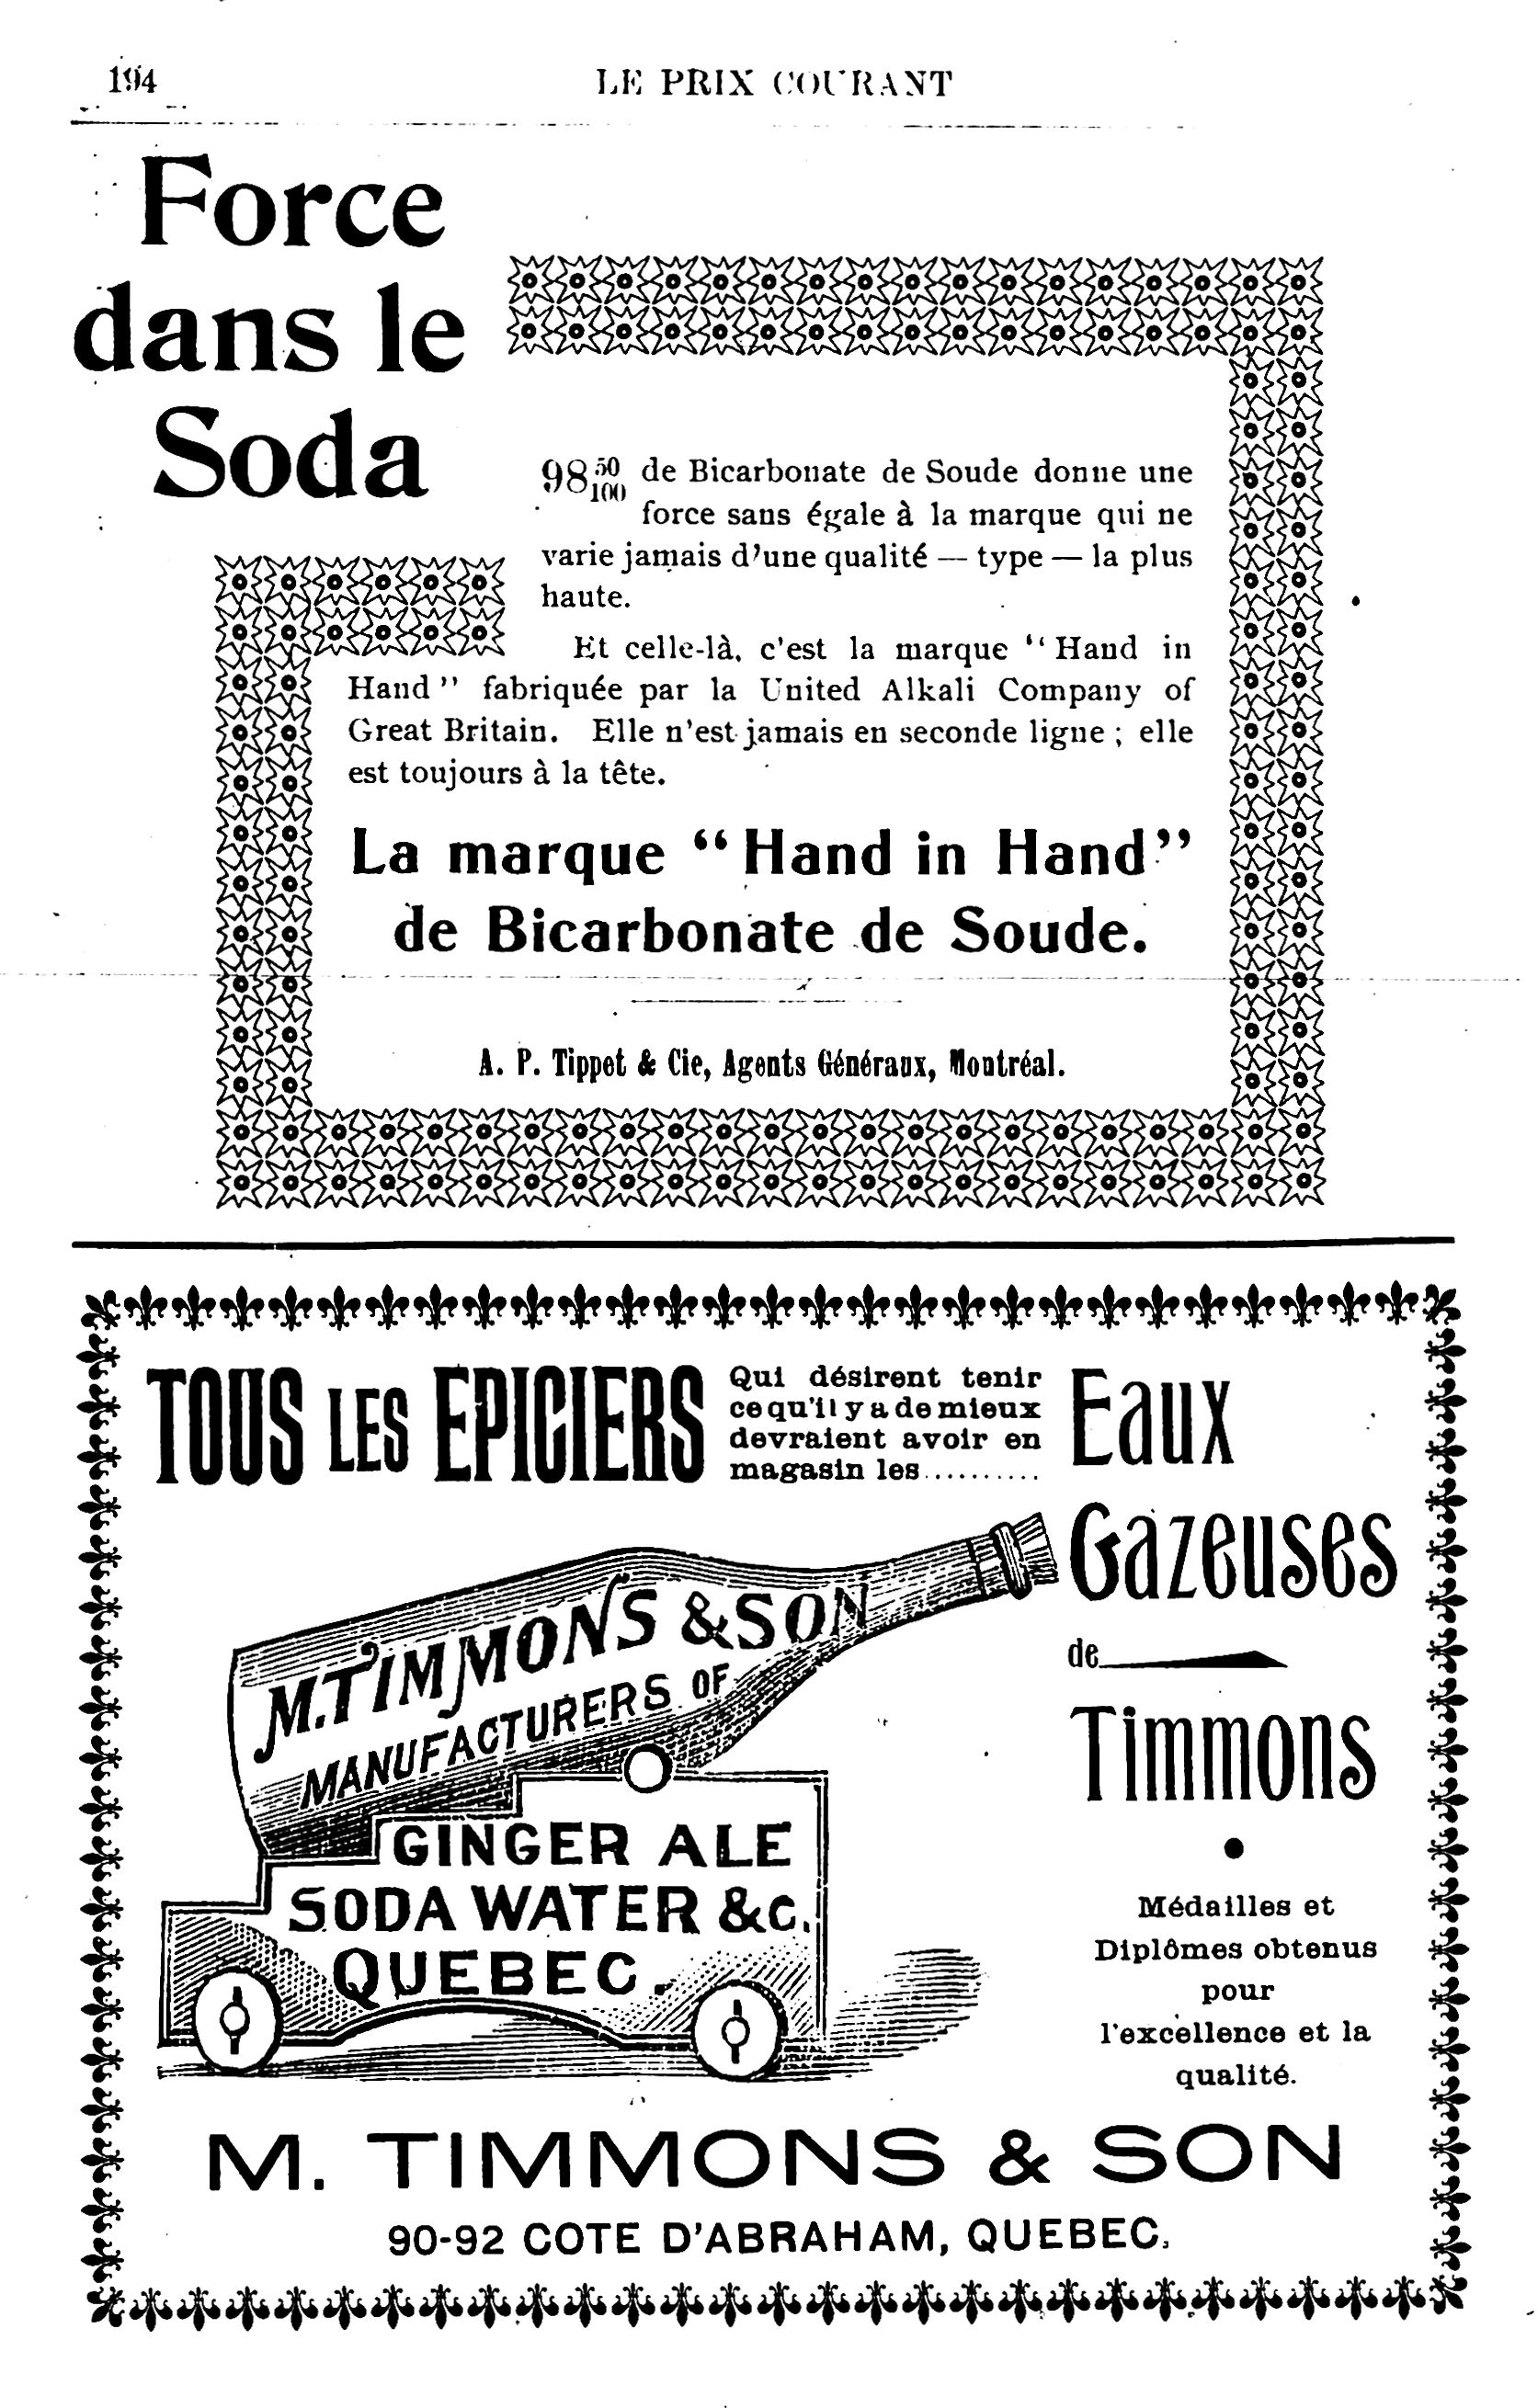 194
LE PRIX COURANT
Force
dans le
Soda
98 50/100 de Bicarbonate de Soude donne une
force sans égale à la marque qui ne
varie jamais d'une qualité — type — la plus
haute.
Et celle-là, c'est la marque "Hand in
Hand" fabriquée par la United Alkali Company of
Great Britain. Elle n'est jamais en seconde ligne ; elle
est toujours à la tête.
La marque "Hand in Hand"
de Bicarbonate de Soude.
A. P. Tippet & Cie, Agents Généraux, Montréal.
TOUS LES EPICIERS
Qui désirent tenir
ce qu'il y a de mieux
devraient avoir en
magasin les..........
Eaux
Gazeuses
de
Timmons
M. TIMMONS & SON
MANUFACTURERS OF
GINGER ALE
SODA WATER &c.
QUEBEC.
Médailles et
Diplômes obtenus
pour
l'excellence et la
qualité.
M. TIMMONS & SON
90-92 COTE D'ABRAHAM, QUEBEC.